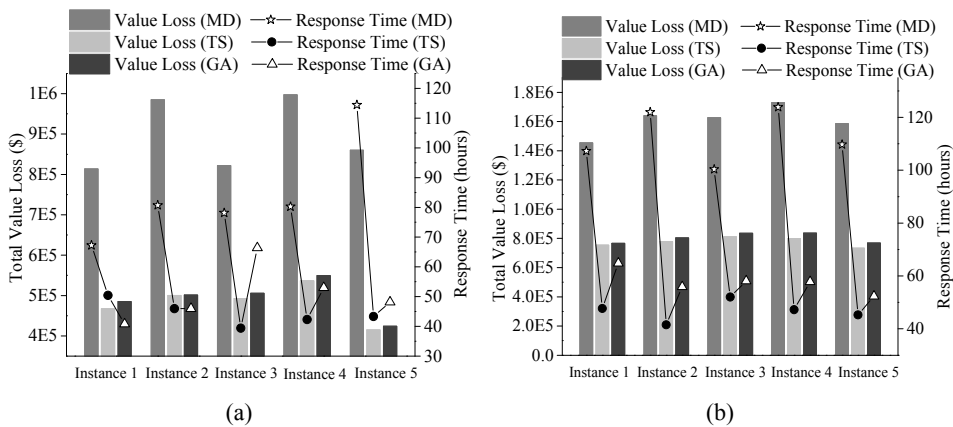 Value Loss (MD) Response Time (MD)
Value Loss (TS) Response Time (TS)
Value Loss (GA) Response Time (GA)
Total Value Loss ($)
1E6
9E5
8E5
7E5
6E5
5E5
4E5
120
110
100
90
80
70
60
50
40
30
Response Time (hours)
Instance 1 Instance 2 Instance 3 Instance 4 Instance 5
(a)
Value Loss (MD) Response Time (MD)
Value Loss (TS) Response Time (TS)
Value Loss (GA) Response Time (GA)
Total Value Loss ($)
1.8E6
1.6E6
1.4E6
1.2E6
1.0E6
8.0E5
6.0E5
4.0E5
2.0E5
0.0
120
100
80
60
40
Response Time (hours)
Instance 1 Instance 2 Instance 3 Instance 4 Instance 5
(b)